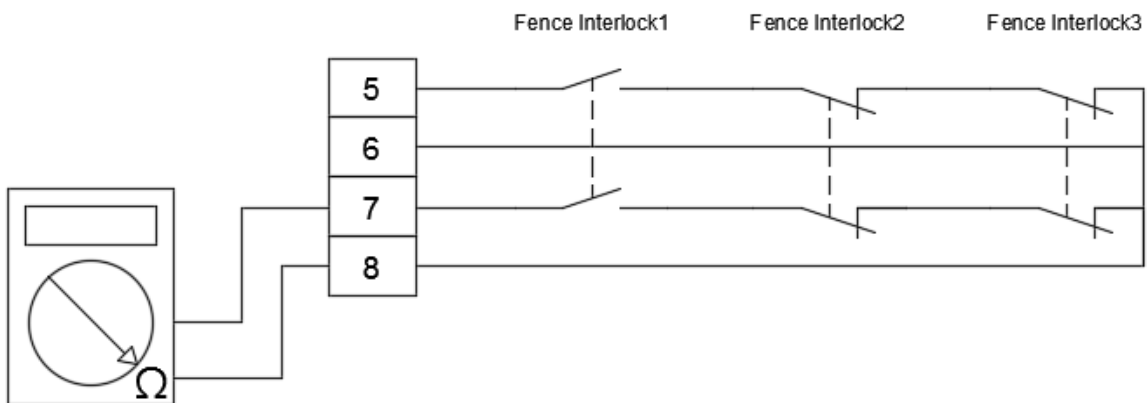 Fence Interlock1
Fence Interlock2
Fence Interlock3
5
6
7
8
Ω